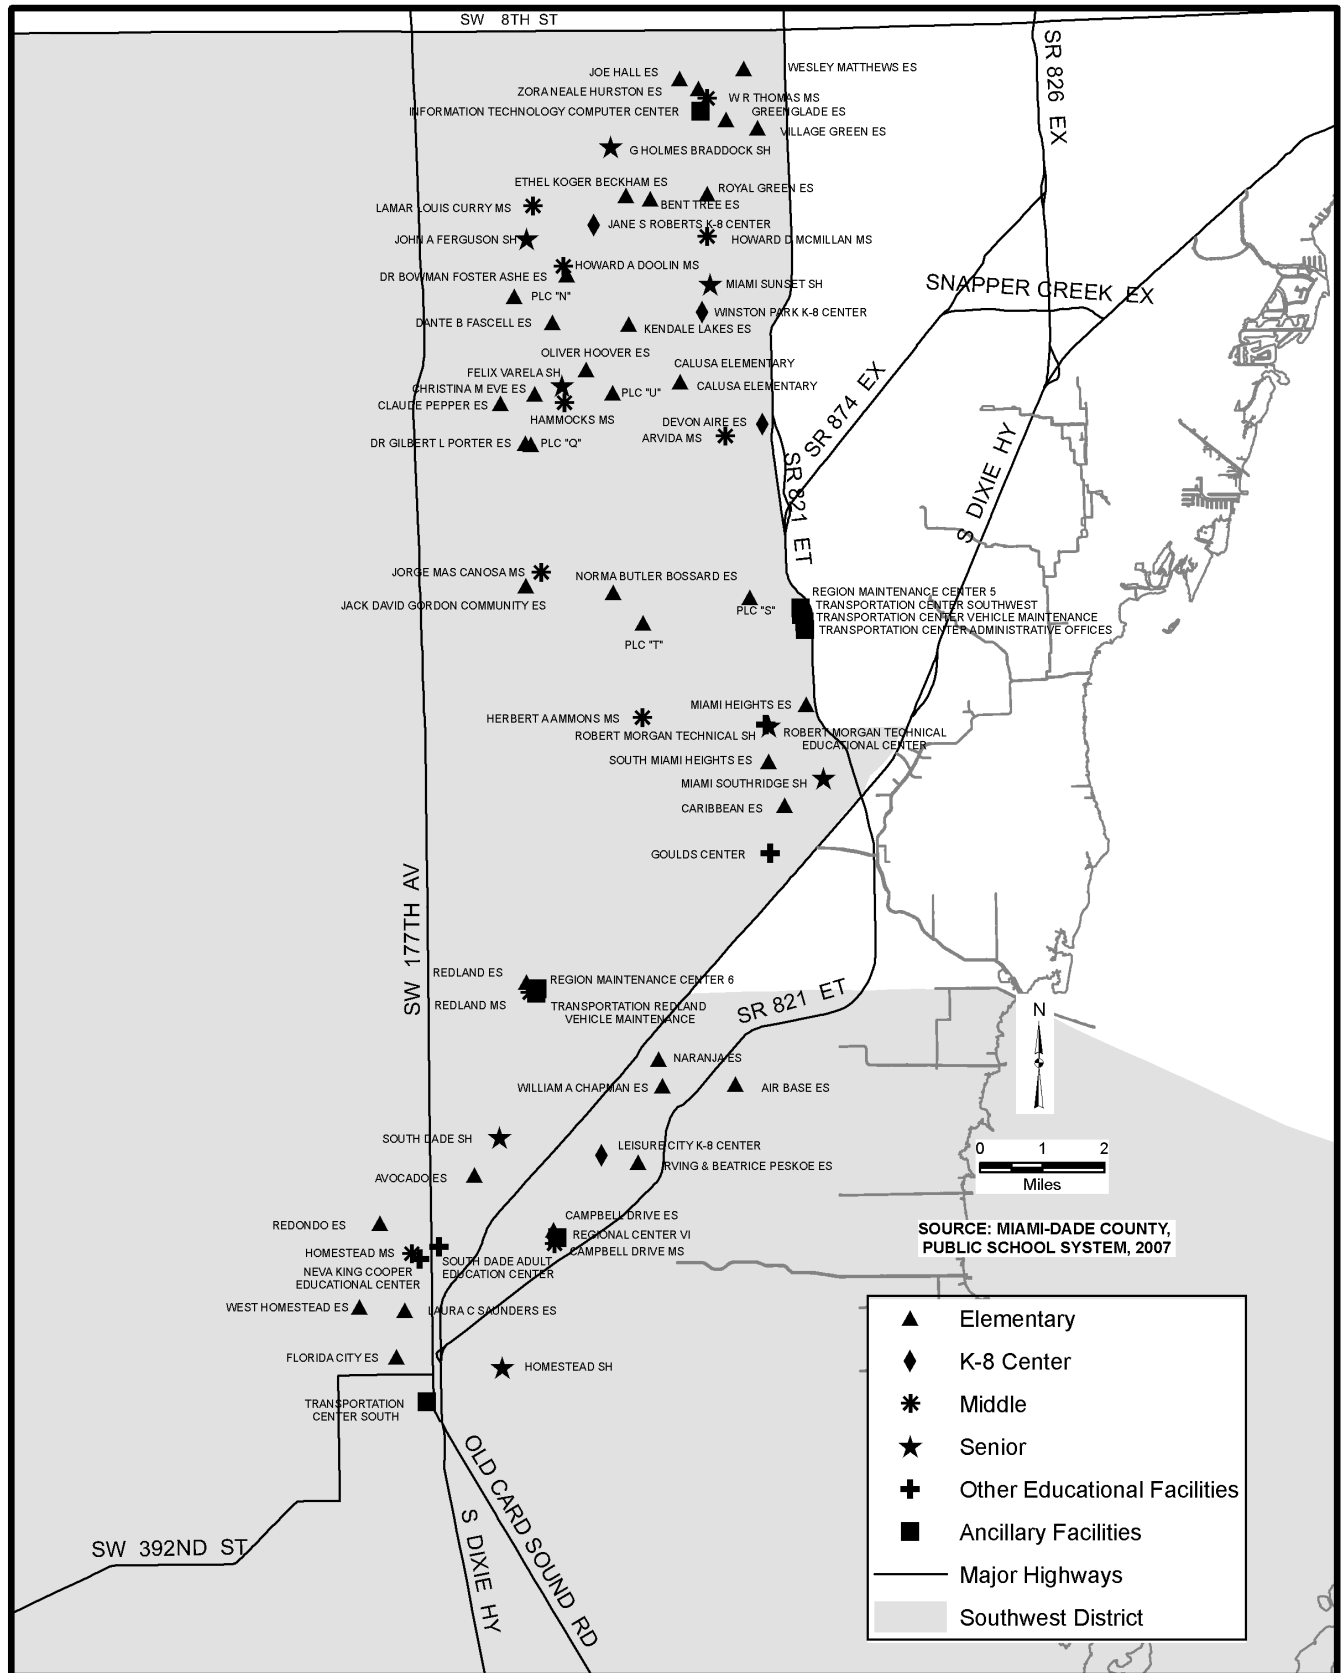 SW 8TH ST
SR 826 EX
JOE HALL ES
WESLEY MATTHEWS ES
ZORA NEALE HURSTON ES
W R THOMAS MS
INFORMATION TECHNOLOGY COMPUTER CENTER
GREENGLADE ES
VILLAGE GREEN ES
G HOLMES BRADDOCK SH
ETHEL KOGER BECKHAM ES
ROYAL GREEN ES
BENT TREE ES
LAMAR LOUIS CURRY MS
JANE S ROBERTS K-8 CENTER
JOHN A FERGUSON SH
HOWARD D MCMILLAN MS
HOWARD A DOOLIN MS
DR BOWMAN FOSTER ASHE ES
MIAMI SUNSET SH
SNAPPER CREEK EX
PLC "N"
WINSTON PARK K-8 CENTER
DANTE B FASCELL ES
KENDALE LAKES ES
OLIVER HOOVER ES
CALUSA ELEMENTARY
FELIX VARELA SH
CHRISTINA M EVE ES
PLC "U"
CALUSA ELEMENTARY
CLAUDE PEPPER ES
HAMMOCKS MS
DEVON AIRE ES
ARVIDA MS
SR 874 EX
DR GILBERT L PORTER ES
PLC "Q"
SR 821 ET
S DIXIE HY
JORGE MAS CANOSA MS
NORMA BUTLER BOSSARD ES
JACK DAVID GORDON COMMUNITY ES
PLC "S"
REGION MAINTENANCE CENTER 5
TRANSPORTATION CENTER SOUTHWEST
TRANSPORTATION CENTER VEHICLE MAINTENANCE
TRANSPORTATION CENTER ADMINISTRATIVE OFFICES
PLC "T"
MIAMI HEIGHTS ES
HERBERT A AMMONS MS
ROBERT MORGAN TECHNICAL SH
ROBERT MORGAN TECHNICAL
EDUCATIONAL CENTER
SOUTH MIAMI HEIGHTS ES
MIAMI SOUTHRIDGE SH
CARIBBEAN ES
GOULDS CENTER
SW 177TH AV
REDLAND ES
REGION MAINTENANCE CENTER 6
REDLAND MS
TRANSPORTATION REDLAND
VEHICLE MAINTENANCE
SR 821 ET
N
NARANJA ES
WILLIAM A CHAPMAN ES
AIR BASE ES
SOUTH DADE SH
LEISURE CITY K-8 CENTER
IRVING & BEATRICE PESKOE ES
AVOCADO ES
0 1 2
Miles
REDONDO ES
CAMPBELL DRIVE ES
REGIONAL CENTER VI
CAMPBELL DRIVE MS
SOURCE: MIAMI-DADE COUNTY,
PUBLIC SCHOOL SYSTEM, 2007
HOMESTEAD MS
SOUTH DADE ADULT
EDUCATION CENTER
NEVA KING COOPER
EDUCATIONAL CENTER
WEST HOMESTEAD ES
LAURA C SAUNDERS ES
FLORIDA CITY ES
HOMESTEAD SH
TRANSPORTATION
CENTER SOUTH
OLD CARD SOUND RD
S DIXIE HY
SW 392ND ST
Elementary
K-8 Center
Middle
Senior
Other Educational Facilities
Ancillary Facilities
Major Highways
Southwest District